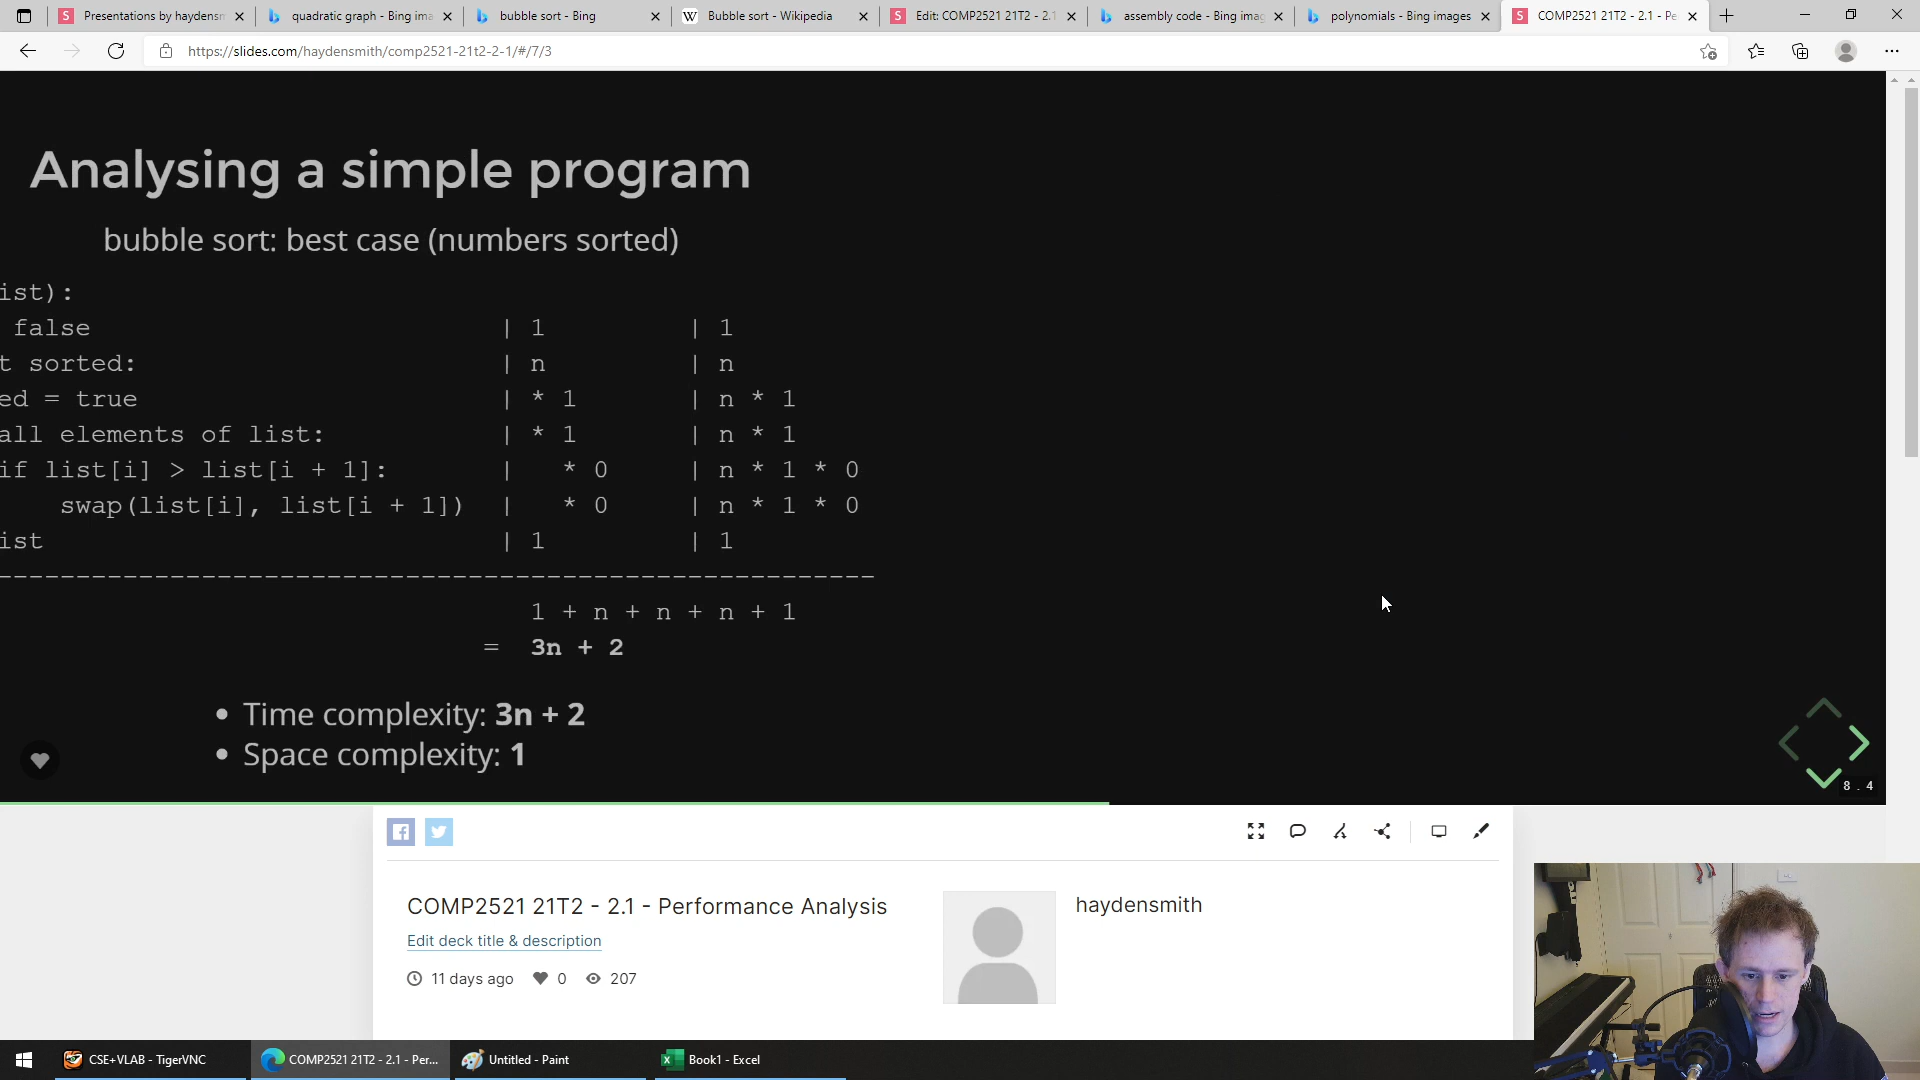 Presentations by haydensm
quadratic graph - Bing ima
bubble sort - Bing
Bubble sort - Wikipedia
Edit: COMP2521 21T2 - 2.1
assembly code - Bing imag
polynomials - Bing images
COMP2521 21T2 - 2.1 - Pe
https://slides.com/haydensmith/comp2521-21t2-2-1/#/7/3
Analysing a simple program
bubble sort: best case (numbers sorted)
ist):
false | 1 | 1
t sorted: | n | n
ed = true | * 1 | n * 1
all elements of list: | * 1 | n * 1
if list[i] > list[i + 1]: | * 0 | n * 1 * 0
swap(list[i], list[i + 1]) | * 0 | n * 1 * 0
ist | 1 | 1
--------------------------------------------------------
1 + n + n + n + 1
= 3n + 2
• Time complexity: 3n + 2
• Space complexity: 1
8 . 4
COMP2521 21T2 - 2.1 - Performance Analysis
haydensmith
Edit deck title & description
11 days ago 0 207
CSE+VLAB - TigerVNC
COMP2521 21T2 - 2.1 - Per...
Untitled - Paint
Book1 - Excel